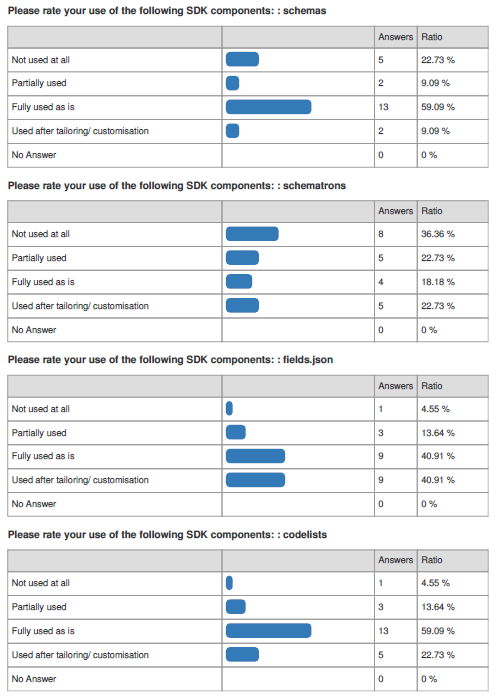 Please rate your use of the following SDK components: : schemas
Answers Ratio
Not used at all 5 22.73 %
Partially used 2 9.09 %
Fully used as is 13 59.09 %
Used after tailoring/ customisation 2 9.09 %
No Answer 0 0 %
Please rate your use of the following SDK components: : schematrons
Answers Ratio
Not used at all 8 36.36 %
Partially used 5 22.73 %
Fully used as is 4 18.18 %
Used after tailoring/ customisation 5 22.73 %
No Answer 0 0 %
Please rate your use of the following SDK components: : fields.json
Answers Ratio
Not used at all 1 4.55 %
Partially used 3 13.64 %
Fully used as is 9 40.91 %
Used after tailoring/ customisation 9 40.91 %
No Answer 0 0 %
Please rate your use of the following SDK components: : codelists
Answers Ratio
Not used at all 1 4.55 %
Partially used 3 13.64 %
Fully used as is 13 59.09 %
Used after tailoring/ customisation 5 22.73 %
No Answer 0 0 %